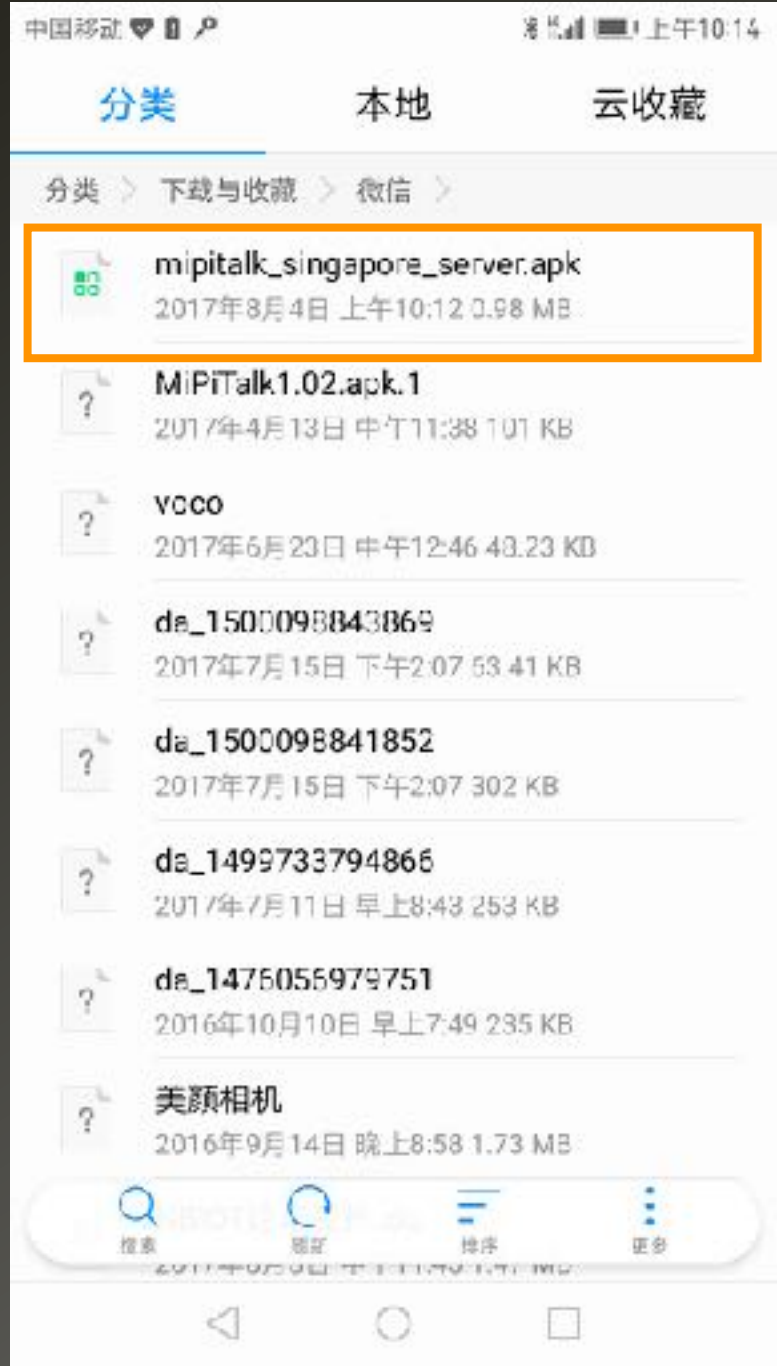 中国移动 上午10:14
分类 本地 云收藏
分类 > 下载与收藏 > 微信 >
mipitalk_singapore_server.apk
2017年8月4日 上午10:12 0.98 MB
MiPiTalk1.02.apk.1
2017年4月13日 中午11:38 101 KB
voco
2017年6月23日 中午12:46 48.23 KB
da_1500098843869
2017年7月15日 下午2:07 63.41 KB
da_1500098841852
2017年7月15日 下午2:07 302 KB
da_1499733794866
2017年7月11日 早上8:43 253 KB
da_1476056979751
2016年10月10日 早上7:49 235 KB
美颜相机
2016年9月14日 晚上8:58 1.73 MB
搜索 排序 更多